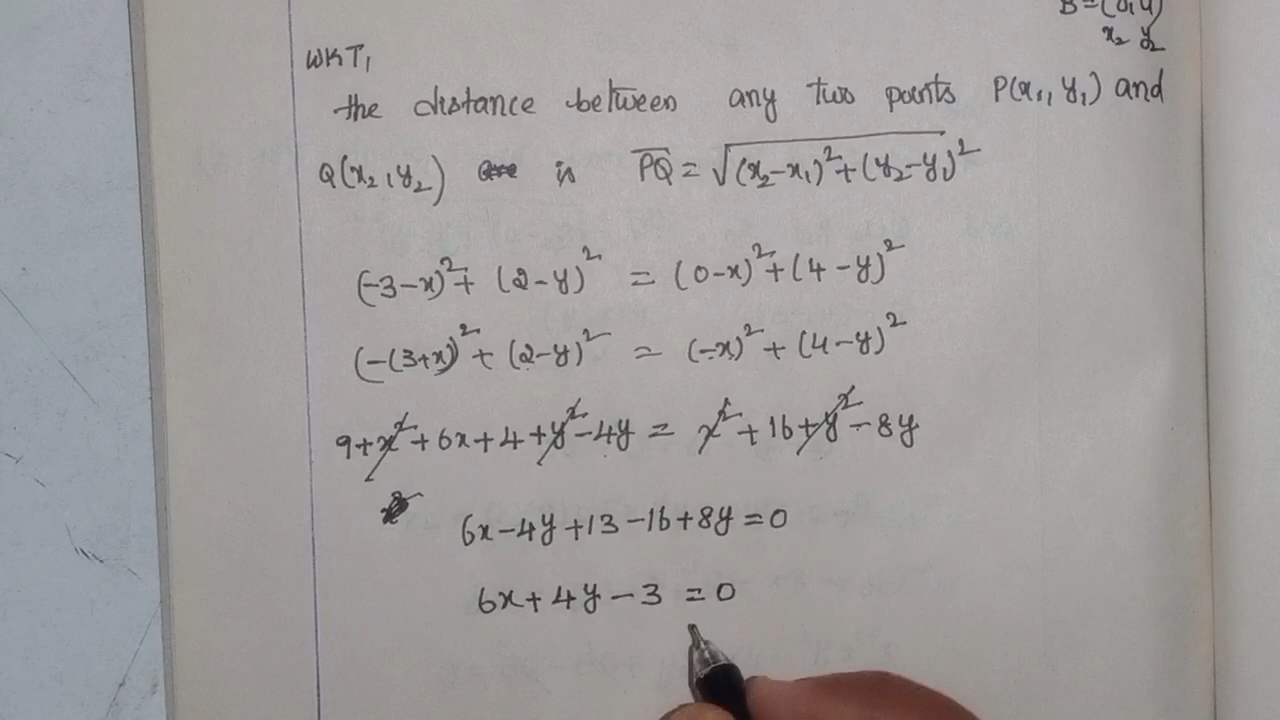 B=(0,4)
x₂ y₂
WKT,
the distance between any two points P(x₁, y₁) and
Q(x₂, y₂) is PQ = √(x₂-x₁)²+(y₂-y₁)²
(-3-x)²+ (2-y)² = (0-x)²+(4-y)²
(-(3+x)²+ (2-y)² = (-x)²+ (4-y)²
9+x²+6x+4+y²-4y = x²+16+y²-8y
6x-4y+13-16+8y=0
6x+4y-3 =0